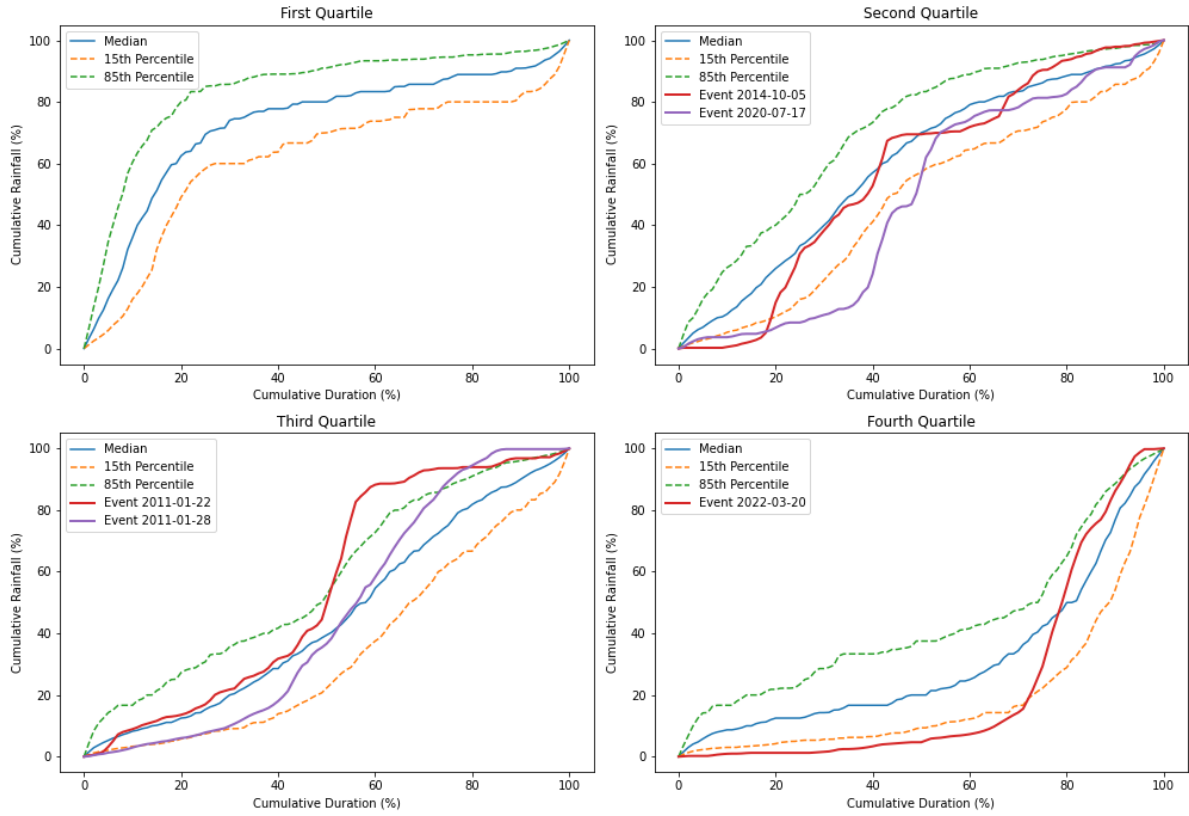 First Quartile
100
80
60
40
20
0
Cumulative Rainfall (%)
Median
15th Percentile
85th Percentile
0 20 40 60 80 100
Cumulative Duration (%)
Second Quartile
100
80
60
40
20
0
Cumulative Rainfall (%)
Median
15th Percentile
85th Percentile
Event 2014-10-05
Event 2020-07-17
0 20 40 60 80 100
Cumulative Duration (%)
Third Quartile
100
80
60
40
20
0
Cumulative Rainfall (%)
Median
15th Percentile
85th Percentile
Event 2011-01-22
Event 2011-01-28
0 20 40 60 80 100
Cumulative Duration (%)
Fourth Quartile
100
80
60
40
20
0
Cumulative Rainfall (%)
Median
15th Percentile
85th Percentile
Event 2022-03-20
0 20 40 60 80 100
Cumulative Duration (%)